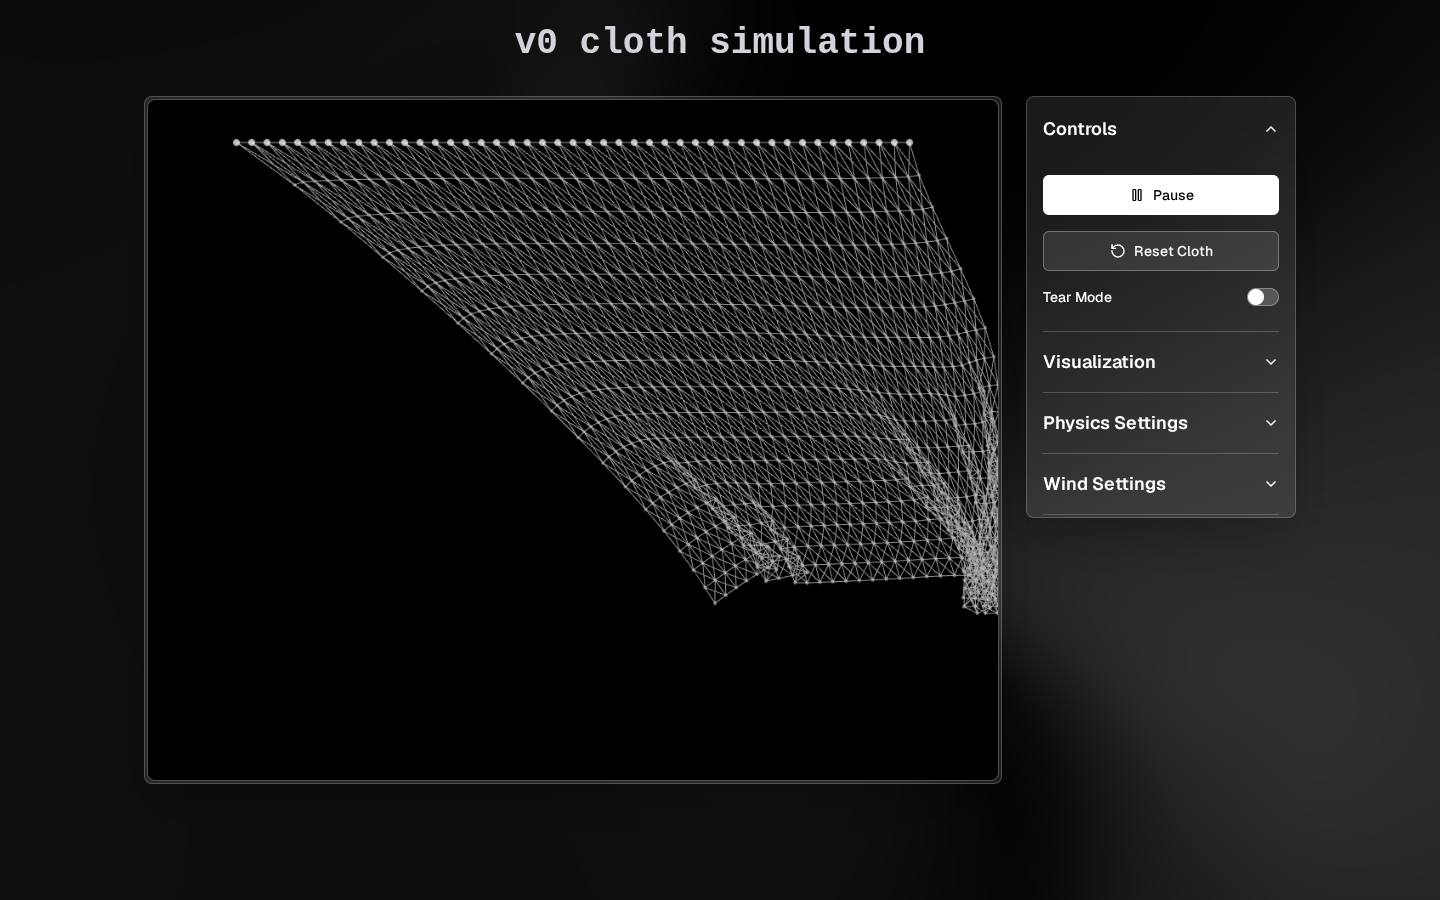 v0 cloth simulation
Controls
Pause
Reset Cloth
Tear Mode
Visualization
Physics Settings
Wind Settings